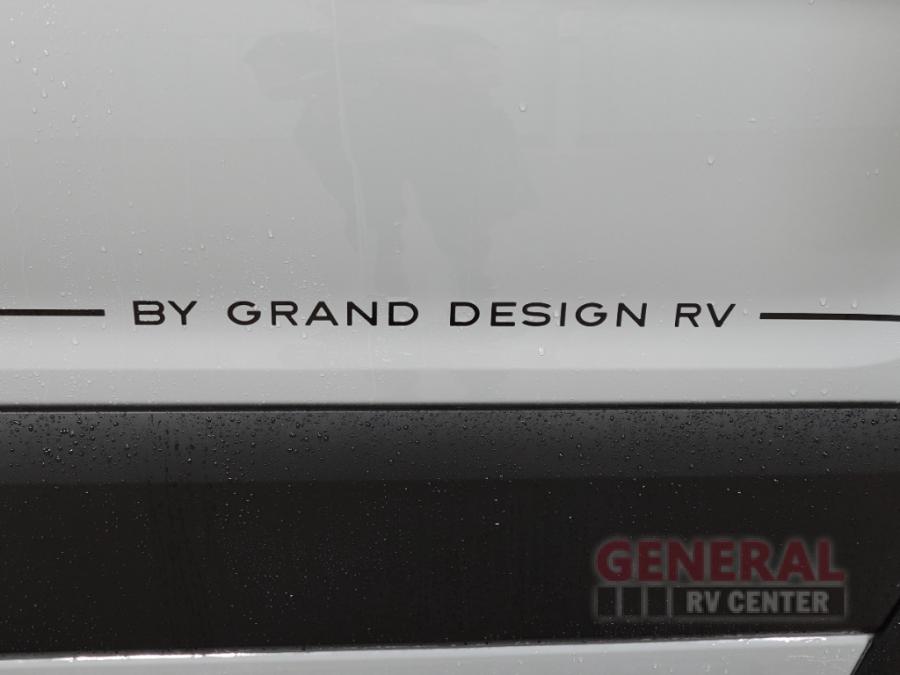 BY GRAND DESIGN RV
GENERAL
RV CENTER